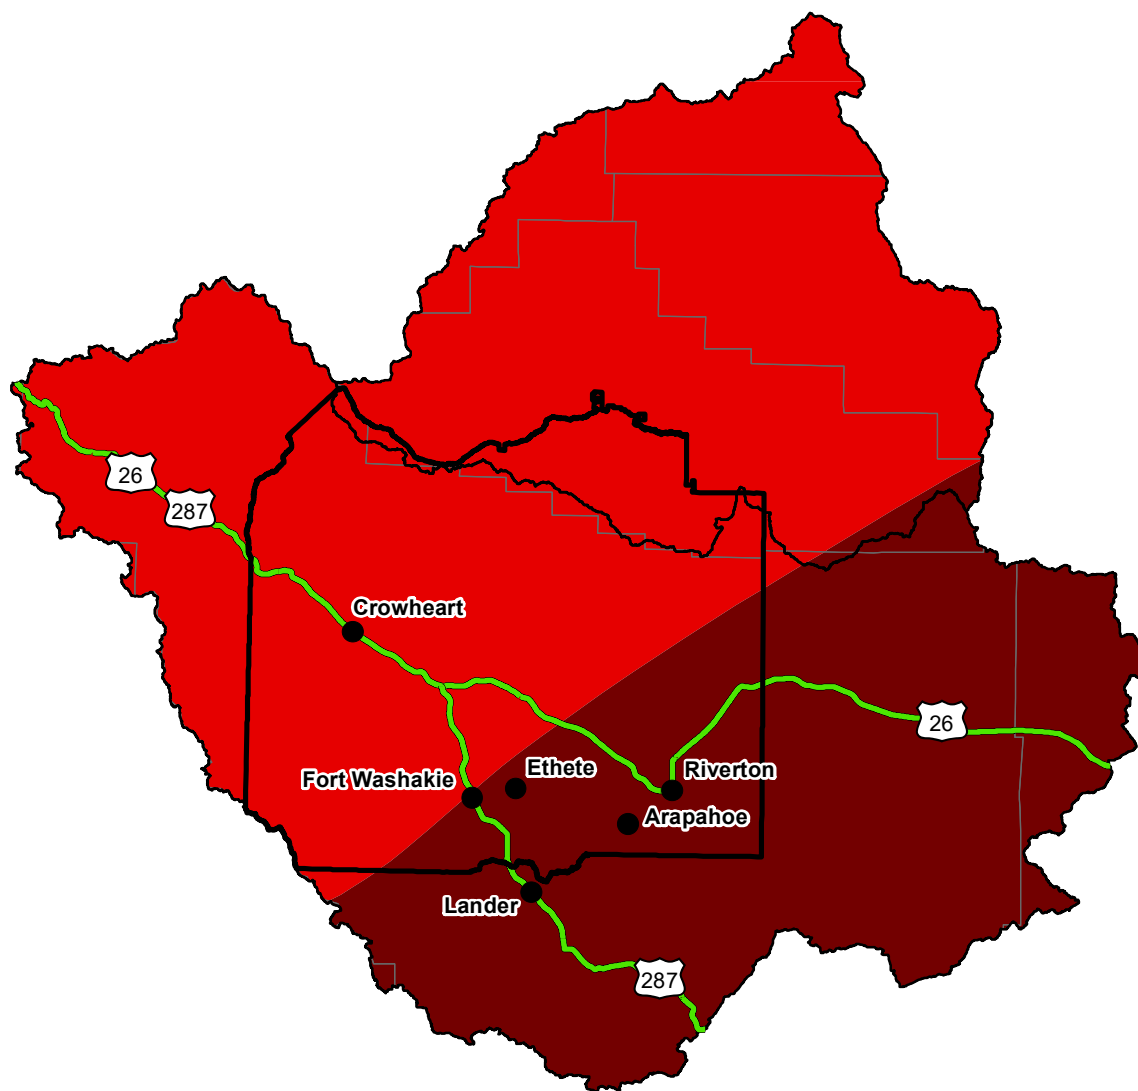 26
287
Crowheart
26
Ethete
Riverton
Fort Washakie
Arapahoe
Lander
287